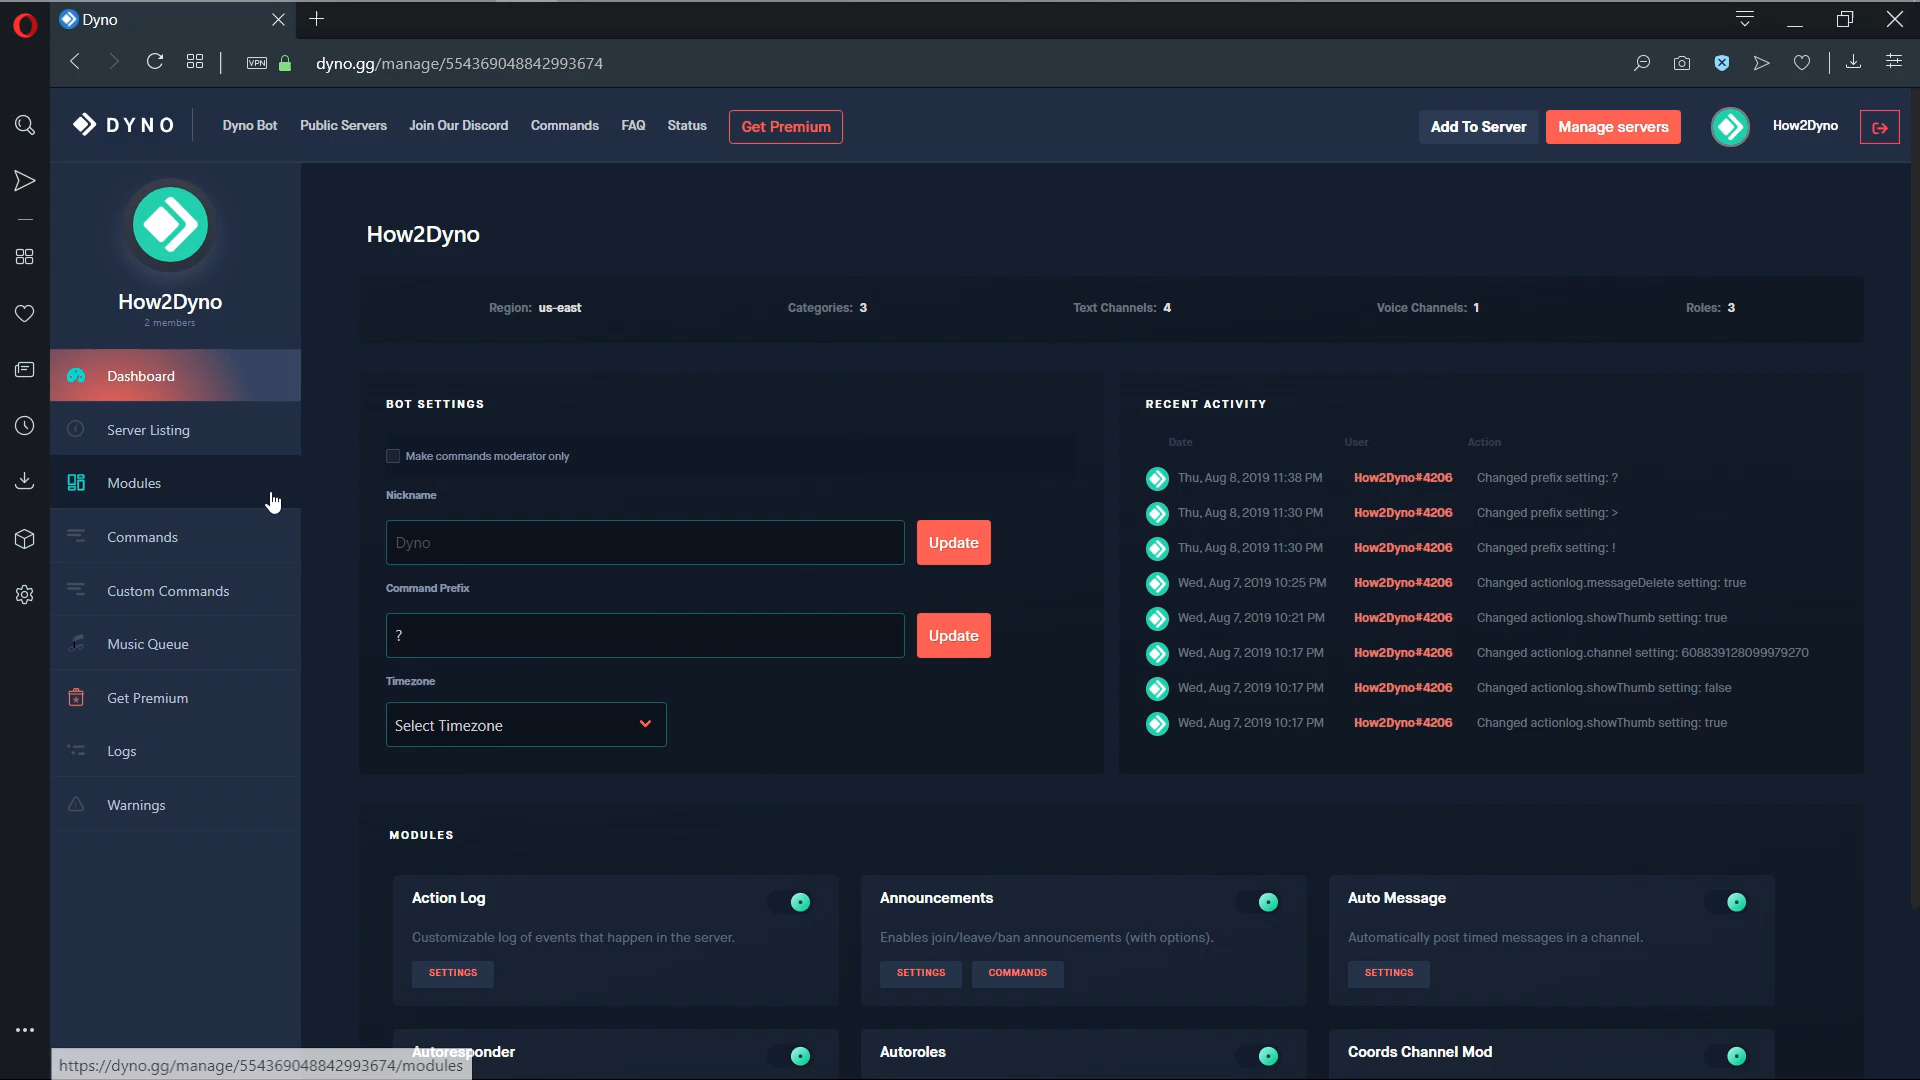 Dyno
VPN
dyno.gg/manage/554369048842993674
DYNO
Dyno Bot
Public Servers
Join Our Discord
Commands
FAQ
Status
Get Premium
Add To Server
Manage servers
How2Dyno
How2Dyno
2 members
Dashboard
Server Listing
Modules
Commands
Custom Commands
Music Queue
Get Premium
Logs
Warnings
How2Dyno
Region: us-east
Categories: 3
Text Channels: 4
Voice Channels: 1
Roles: 3
BOT SETTINGS
Make commands moderator only
Nickname
Dyno
Update
Command Prefix
?
Update
Timezone
Select Timezone
RECENT ACTIVITY
Date User Action
Thu, Aug 8, 2019 11:38 PM How2Dyno#4206 Changed prefix setting: ?
Thu, Aug 8, 2019 11:30 PM How2Dyno#4206 Changed prefix setting: >
Thu, Aug 8, 2019 11:30 PM How2Dyno#4206 Changed prefix setting: !
Wed, Aug 7, 2019 10:25 PM How2Dyno#4206 Changed actionlog.messageDelete setting: true
Wed, Aug 7, 2019 10:21 PM How2Dyno#4206 Changed actionlog.showThumb setting: true
Wed, Aug 7, 2019 10:17 PM How2Dyno#4206 Changed actionlog.channel setting: 608839128099979270
Wed, Aug 7, 2019 10:17 PM How2Dyno#4206 Changed actionlog.showThumb setting: false
Wed, Aug 7, 2019 10:17 PM How2Dyno#4206 Changed actionlog.showThumb setting: true
MODULES
Action Log
Customizable log of events that happen in the server.
SETTINGS
Announcements
Enables join/leave/ban announcements (with options).
SETTINGS
COMMANDS
Auto Message
Automatically post timed messages in a channel.
SETTINGS
Autoresponder
Autoroles
Coords Channel Mod
https://dyno.gg/manage/554369048842993674/modules